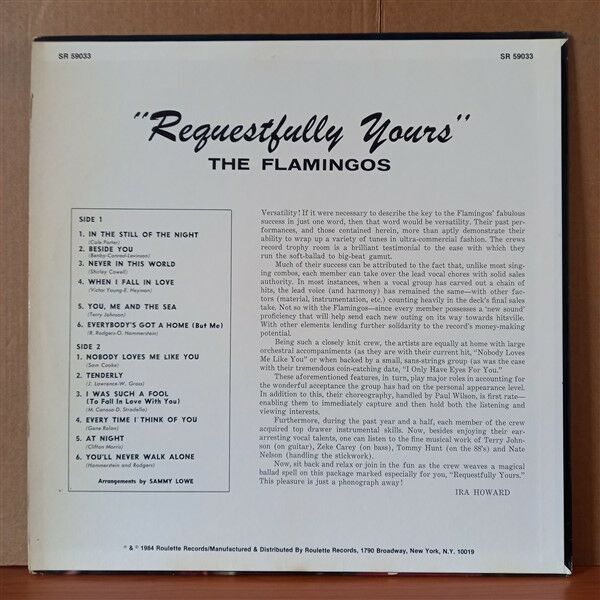 SR 59033
SR 59033
"Requestfully Yours"
THE FLAMINGOS
SIDE 1
1. IN THE STILL OF THE NIGHT
(Cole Porter)
2. BESIDE YOU
(Banby-Conrad-Levinson)
3. NEVER IN THIS WORLD
(Shirley Cowell)
4. WHEN I FALL IN LOVE
(Victor Young-E. Heyman)
5. YOU, ME AND THE SEA
(Terry Johnson)
6. EVERYBODY'S GOT A HOME (But Me)
(R. Rodgers-O. Hammerstein)
SIDE 2
1. NOBODY LOVES ME LIKE YOU
(Sam Cooke)
2. TENDERLY
(J. Lawrence-W. Gross)
3. I WAS SUCH A FOOL
(To Fall In Love With You)
(M. Canosa-D. Stradella)
4. EVERY TIME I THINK OF YOU
(Gene Rolan)
5. AT NIGHT
(Clifton Morris)
6. YOU'LL NEVER WALK ALONE
(Hammerstein and Rodgers)
Arrangements by SAMMY LOWE
Versatility! If it were necessary to describe the key to the Flamingos' fabulous
success in just one word, then that word would be versatility. Their past per-
formances, and those contained herein, more than aptly demonstrate their
ability to wrap up a variety of tunes in ultra-commercial fashion. The crews
record trophy room is a brilliant testimonial to the ease with which they
run the soft-ballad to big-beat gamut.
Much of their success can be attributed to the fact that, unlike most sing-
ing combos, each member can take over the lead vocal chores with solid sales
authority. In most instances, when a vocal group has carved out a chain of
hits, the lead voice (and harmony) has remained the same—with other fac-
tors (material, instrumentation, etc.) counting heavily in the deck's final sales
take. Not so with the Flamingos—since every member possesses a 'new sound'
proficiency that will help send each new outing on its way towards hitsville.
With other elements lending further solidarity to the record's money-making
potential.
Being such a closely knit crew, the artists are equally at home with large
orchestral accompaniments (as they are with their current hit, "Nobody Loves
Me Like You" or when backed by a small, sans-strings group (as was the case
with their tremendous coin-catching date, "I Only Have Eyes For You."
These aforementioned features, in turn, play major roles in accounting for
the wonderful acceptance the group has had on the personal appearance level.
In addition to this, their choreography, handled by Paul Wilson, is first rate—
enabling them to immediately capture and then hold both the listening and
viewing interests.
Furthermore, during the past year and a half, each member of the crew
acquired top drawer instrumental skills. Now, besides enjoying their ear-
arresting vocal talents, one can listen to the fine musical work of Terry John-
son (on guitar), Zeke Carey (on bass), Tommy Hunt (on the 88's) and Nate
Nelson (handling the stickwork).
Now, sit back and relax or join in the fun as the crew weaves a magical
ballad spell on this package marked especially for you, "Requestfully Yours."
This pleasure is just a phonograph away!
IRA HOWARD
℗ & © 1984 Roulette Records/Manufactured & Distributed By Roulette Records, 1790 Broadway, New York, N.Y. 10019